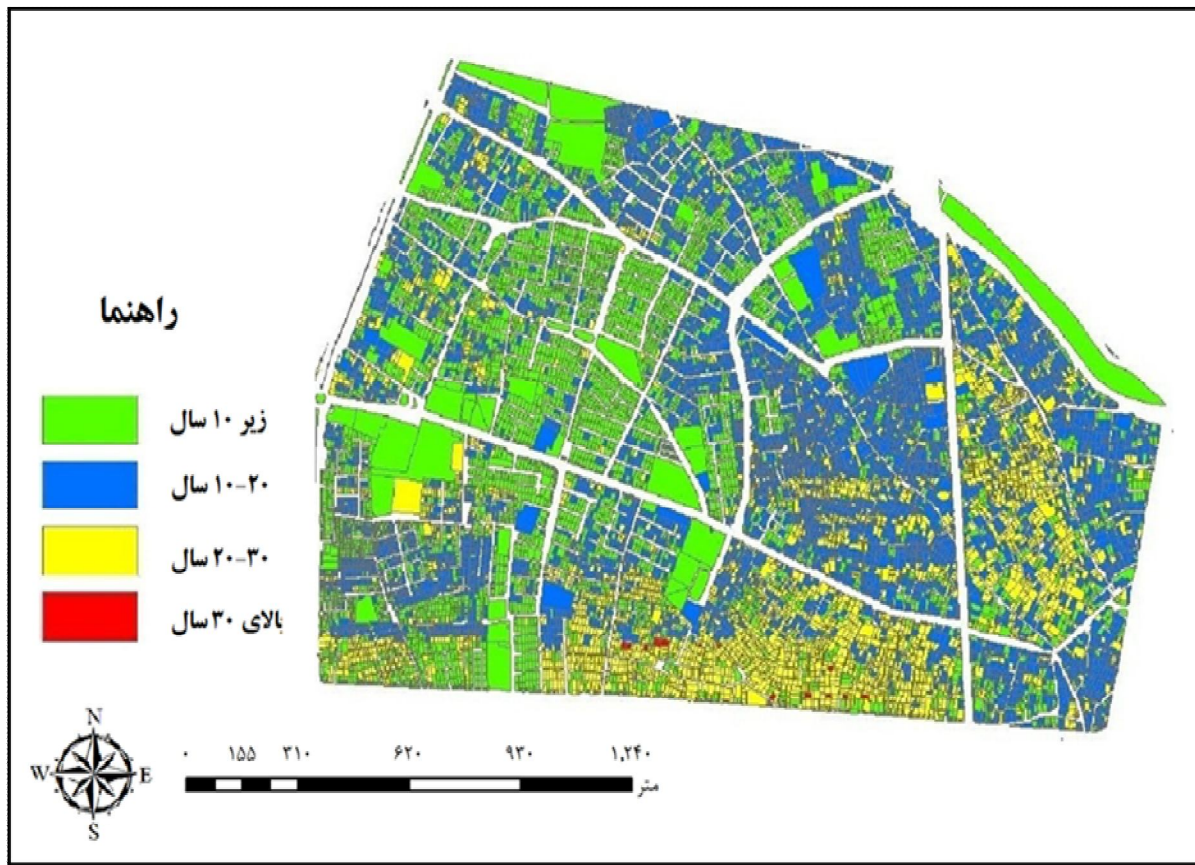 راهنما
زیر ۱۰ سال
۱۰-۲۰ سال
۲۰-۳۰ سال
بالای ۳۰ سال
N
W E
S
۰ ۱۵۵ ۳۱۰ ۶۲۰ ۹۳۰ ۱,۲۴۰
متر